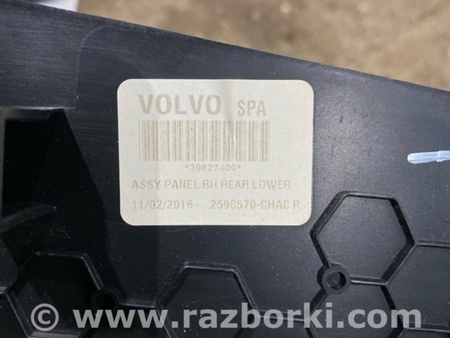 VOLVO SPA
*39827400*
ASSY PANEL RH REAR LOWER
11/02/2016- 2598570-CHAC R
© www.razborki.com